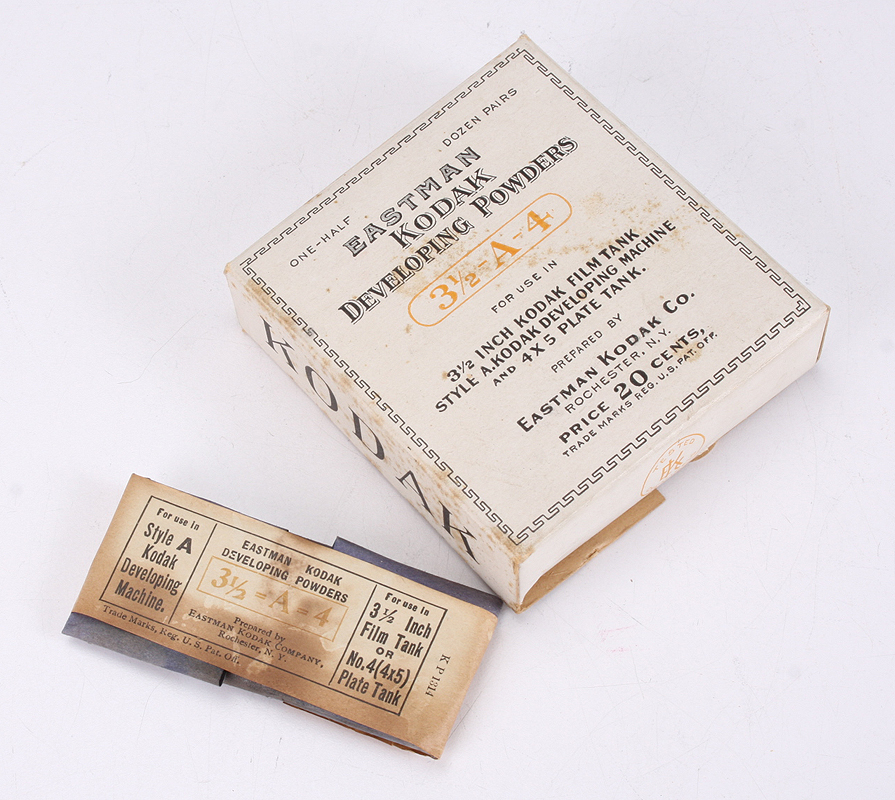 ONE-HALF DOZEN PAIRS
EASTMAN
KODAK
DEVELOPING POWDERS
3½-A-4
FOR USE IN
3½ INCH KODAK FILM TANK
STYLE A. KODAK DEVELOPING MACHINE
AND 4X5 PLATE TANK.
PREPARED BY
EASTMAN KODAK CO.
ROCHESTER, N.Y.
PRICE 20 CENTS,
TRADE MARKS REG. U.S. PAT. OFF.
KODAK
For use in
Style A
Kodak
Developing
Machine.
EASTMAN KODAK
DEVELOPING POWDERS
3½=A=4
Prepared by
EASTMAN KODAK COMPANY,
Rochester, N. Y.
Trade Marks, Reg. U. S. Pat. Off.
For use in
3½ Inch
Film Tank
OR
No.4(4x5)
Plate Tank
K P 1314